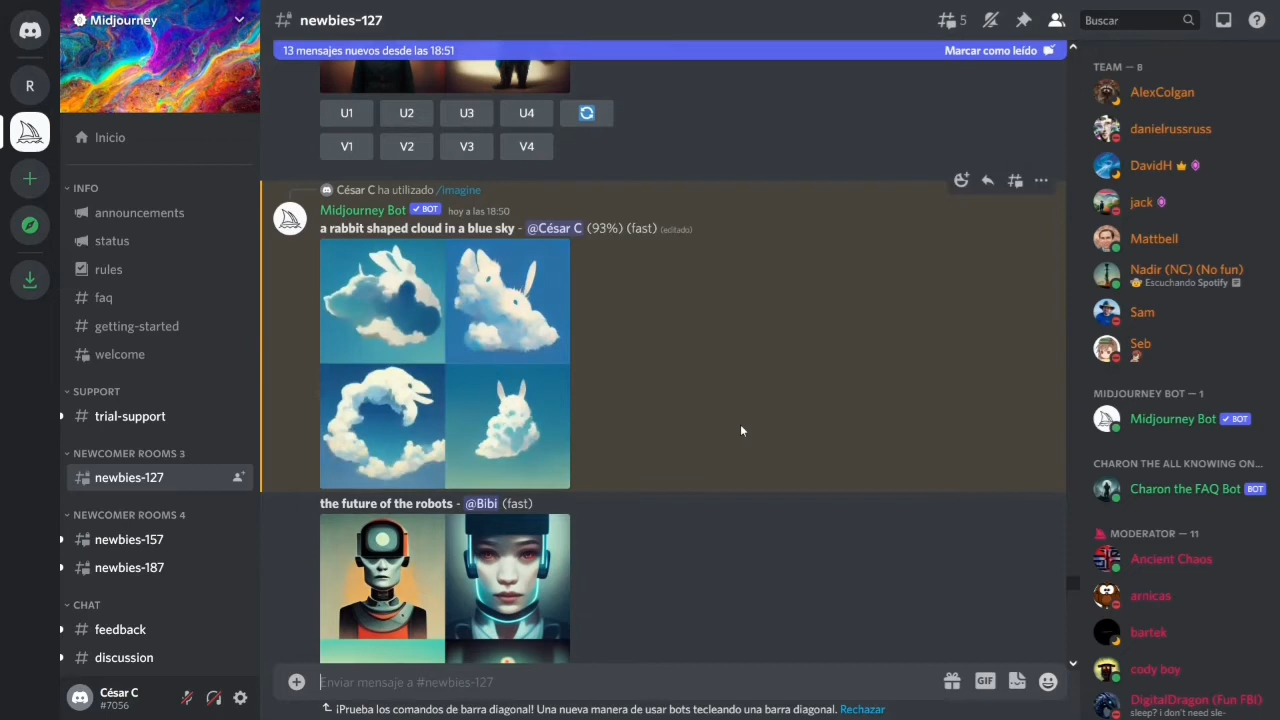 Midjourney
newbies-127
5
Buscar
13 mensajes nuevos desde las 18:51
Marcar como leído
R
Inicio
INFO
announcements
status
rules
faq
getting-started
welcome
SUPPORT
trial-support
NEWCOMER ROOMS 3
newbies-127
NEWCOMER ROOMS 4
newbies-157
newbies-187
CHAT
feedback
discussion
César C
#7056
U1 U2 U3 U4
V1 V2 V3 V4
César C ha utilizado /imagine
Midjourney Bot BOT hoy a las 18:50
a rabbit shaped cloud in a blue sky - @César C (93%) (fast) (editado)
the future of the robots - @Bibi (fast)
Enviar mensaje a #newbies-127
GIF
¡Prueba los comandos de barra diagonal! Una nueva manera de usar bots tecleando una barra diagonal. Rechazar
TEAM — 8
AlexColgan
danielrussruss
DavidH
jack
Mattbell
Nadir (NC) (No fun)
Escuchando Spotify
Sam
Seb
MIDJOURNEY BOT — 1
Midjourney Bot BOT
CHARON THE ALL KNOWING ON...
Charon the FAQ Bot BOT
MODERATOR — 11
Ancient Chaos
arnicas
bartek
cody boy
DigitalDragon (Fun FBI)
sleep? i don't need sle-